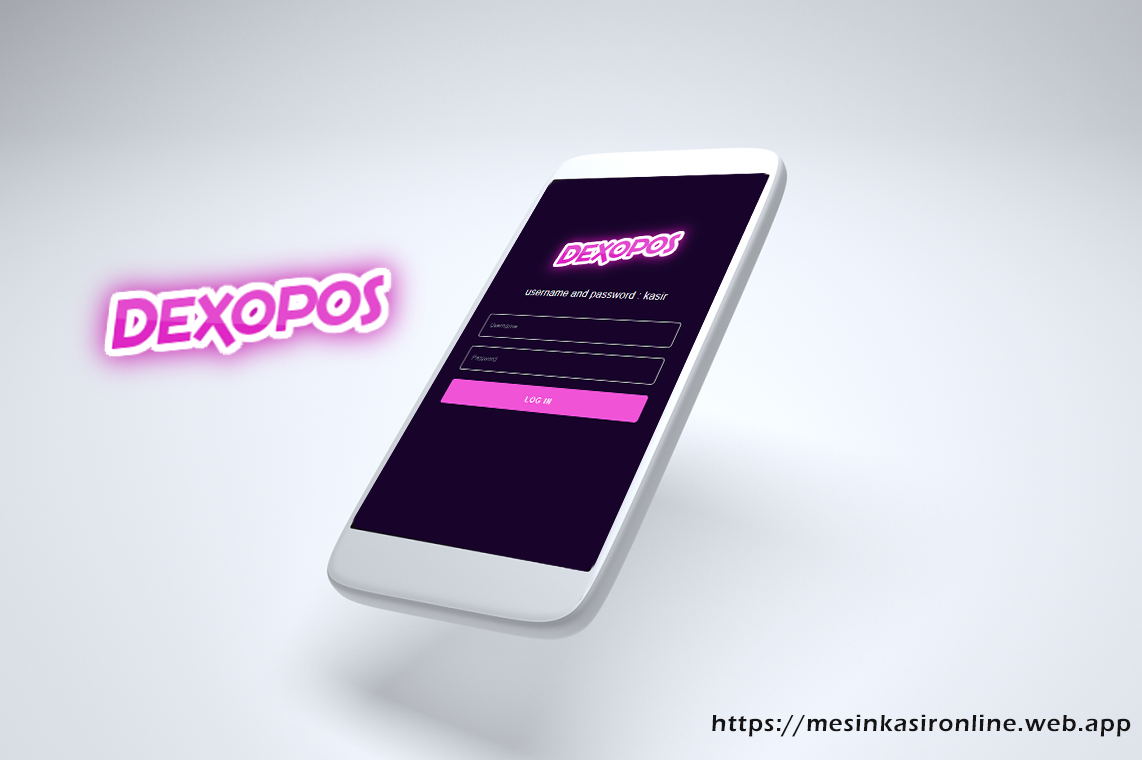 DEXOPOS
DEXOPOS
username and password : kasir
Username
Password
LOG IN
https://mesinkasironline.web.app